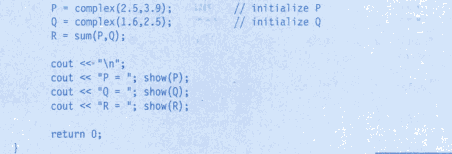 P = complex(2.5,3.9); // initialize P
Q = complex(1.6,2.5); // initialize Q
R = sum(P,Q);
cout << "\n";
cout << "P = "; show(P);
cout << "Q = "; show(Q);
cout << "R = "; show(R);
return 0;
}